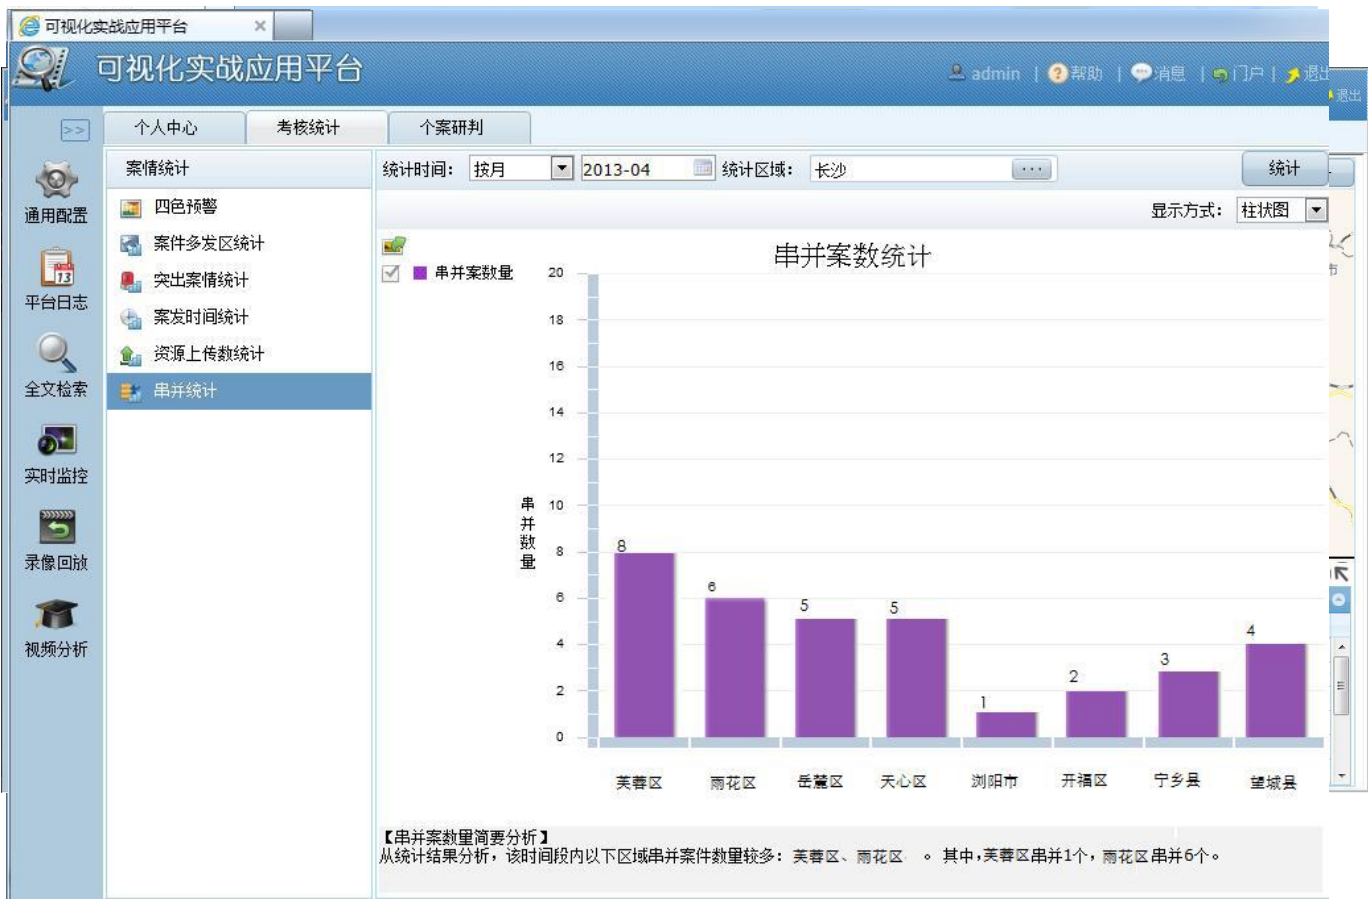 可视化实战应用平台
可视化实战应用平台
admin | 帮助 | 消息 | 门户 | 退出
退出
>> 个人中心 考核统计 个案研判
通用配置
平台日志
全文检索
实时监控
录像回放
视频分析
案情统计
四色预警
案件多发区统计
突出案情统计
案发时间统计
资源上传数统计
串并统计
统计时间： 按月 2013-04 统计区域： 长沙 ... 统计
显示方式： 柱状图
串并案数统计
串并案数量
串并数量
20
18
16
14
12
10
8
6
4
2
0
8 6 5 5 1 2 3 4
芙蓉区 雨花区 岳麓区 天心区 浏阳市 开福区 宁乡县 望城县
【串并案数量简要分析】
从统计结果分析，该时间段内以下区域串并案件数量较多：芙蓉区、雨花区 。其中,芙蓉区串并1个，雨花区串并6个。
市